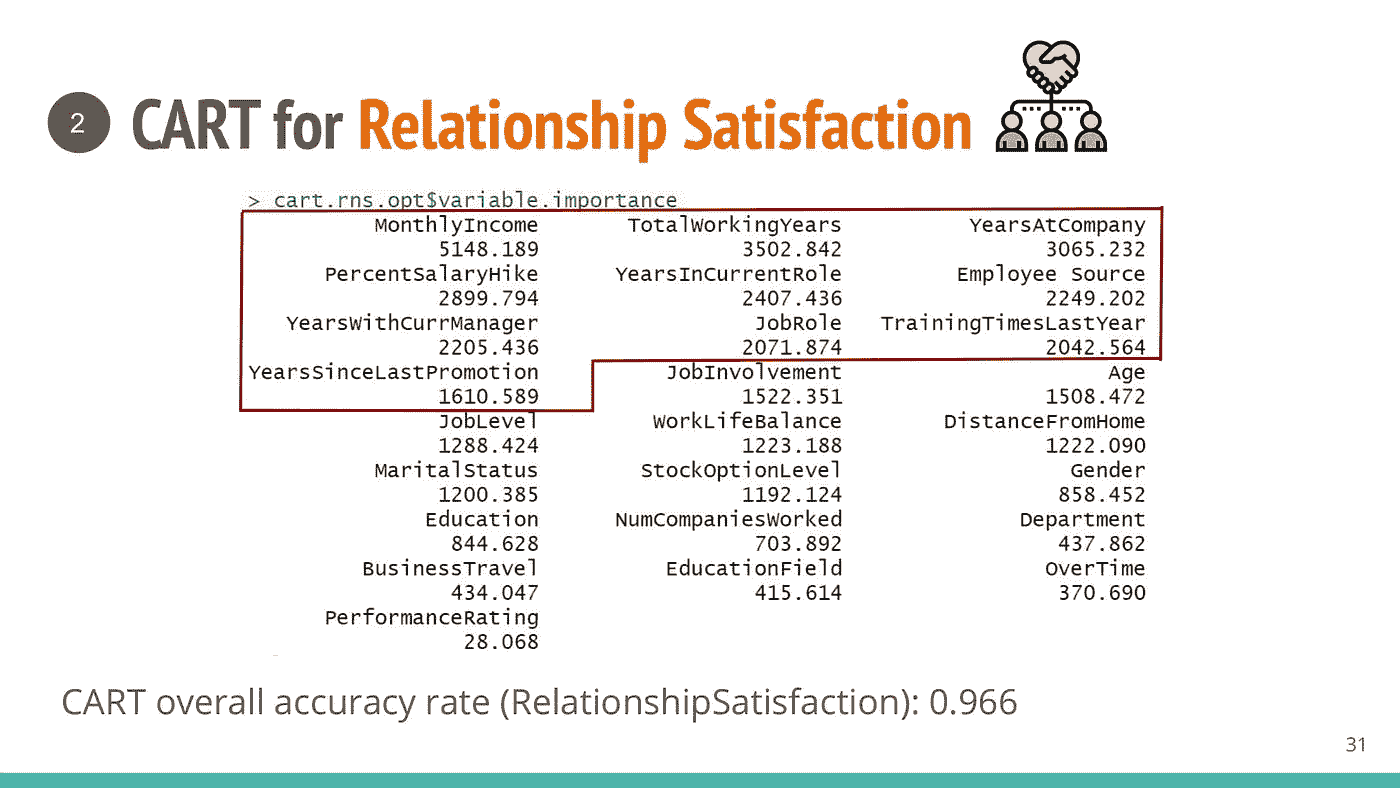 2
CART for Relationship Satisfaction
> cart.rns.opt$variable.importance
MonthlyIncome TotalWorkingYears YearsAtCompany
5148.189 3502.842 3065.232
PercentSalaryHike YearsInCurrentRole Employee Source
2899.794 2407.436 2249.202
YearsWithCurrManager JobRole TrainingTimesLastYear
2205.436 2071.874 2042.564
YearsSinceLastPromotion JobInvolvement Age
1610.589 1522.351 1508.472
JobLevel WorkLifeBalance DistanceFromHome
1288.424 1223.188 1222.090
MaritalStatus StockOptionLevel Gender
1200.385 1192.124 858.452
Education NumCompaniesWorked Department
844.628 703.892 437.862
BusinessTravel EducationField OverTime
434.047 415.614 370.690
PerformanceRating
28.068
CART overall accuracy rate (RelationshipSatisfaction): 0.966
31